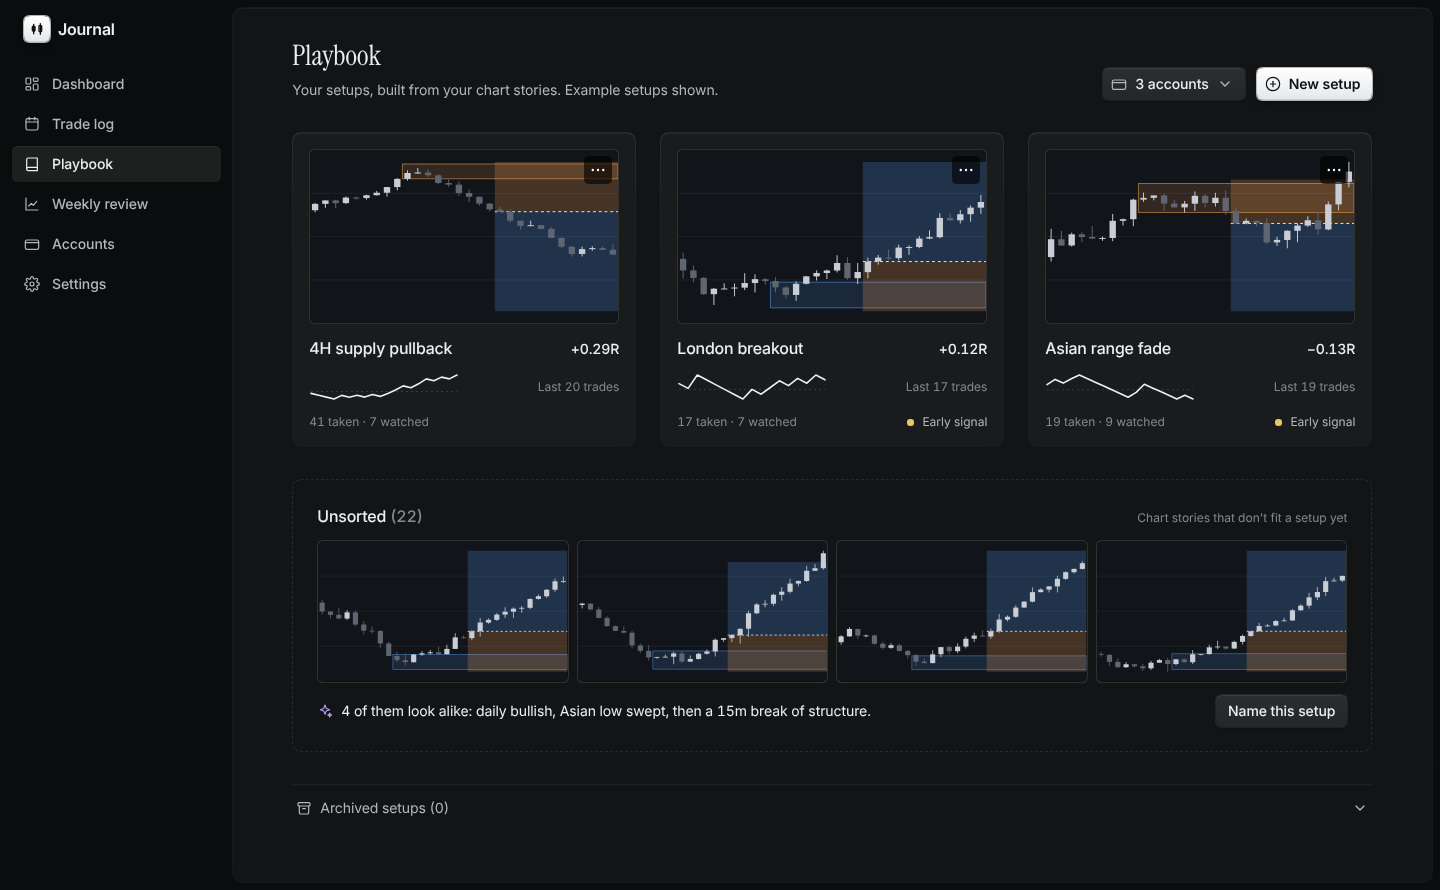 Journal
Dashboard
Trade log
Playbook
Weekly review
Accounts
Settings
Playbook
Your setups, built from your chart stories. Example setups shown.
3 accounts
New setup
4H supply pullback
+0.29R
Last 20 trades
41 taken · 7 watched
London breakout
+0.12R
Last 17 trades
17 taken · 7 watched
Early signal
Asian range fade
−0.13R
Last 19 trades
19 taken · 9 watched
Early signal
Unsorted (22)
Chart stories that don't fit a setup yet
4 of them look alike: daily bullish, Asian low swept, then a 15m break of structure.
Name this setup
Archived setups (0)